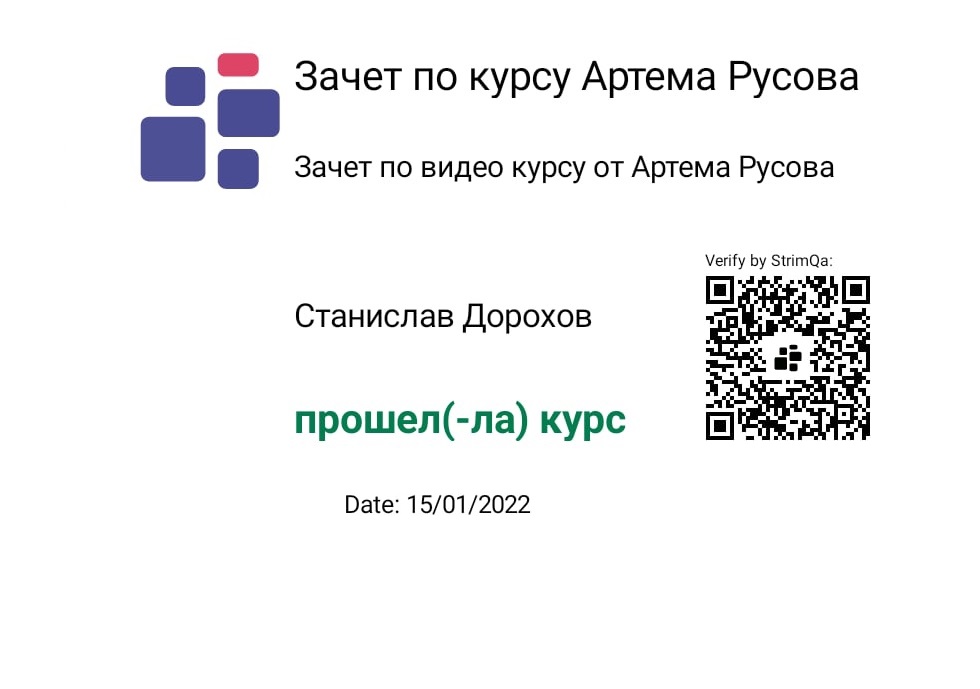 Зачет по курсу Артема Русова
Зачет по видео курсу от Артема Русова
Verify by StrimQa:
Станислав Дорохов
прошел(-ла) курс
Date: 15/01/2022